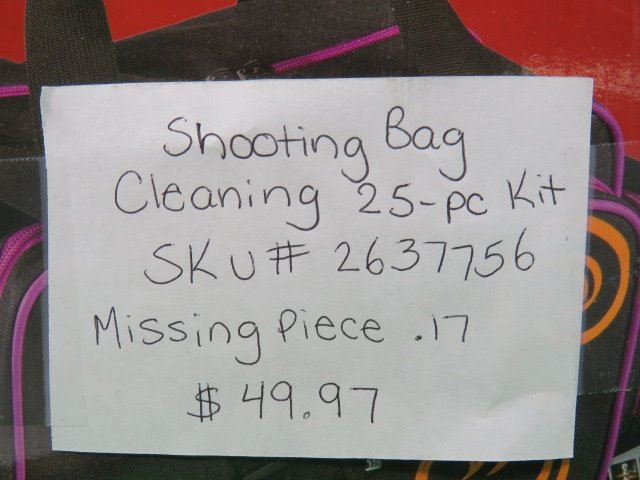 Shooting Bag
Cleaning 25-pc Kit
SKU# 2637756
Missing Piece .17
$ 49.97